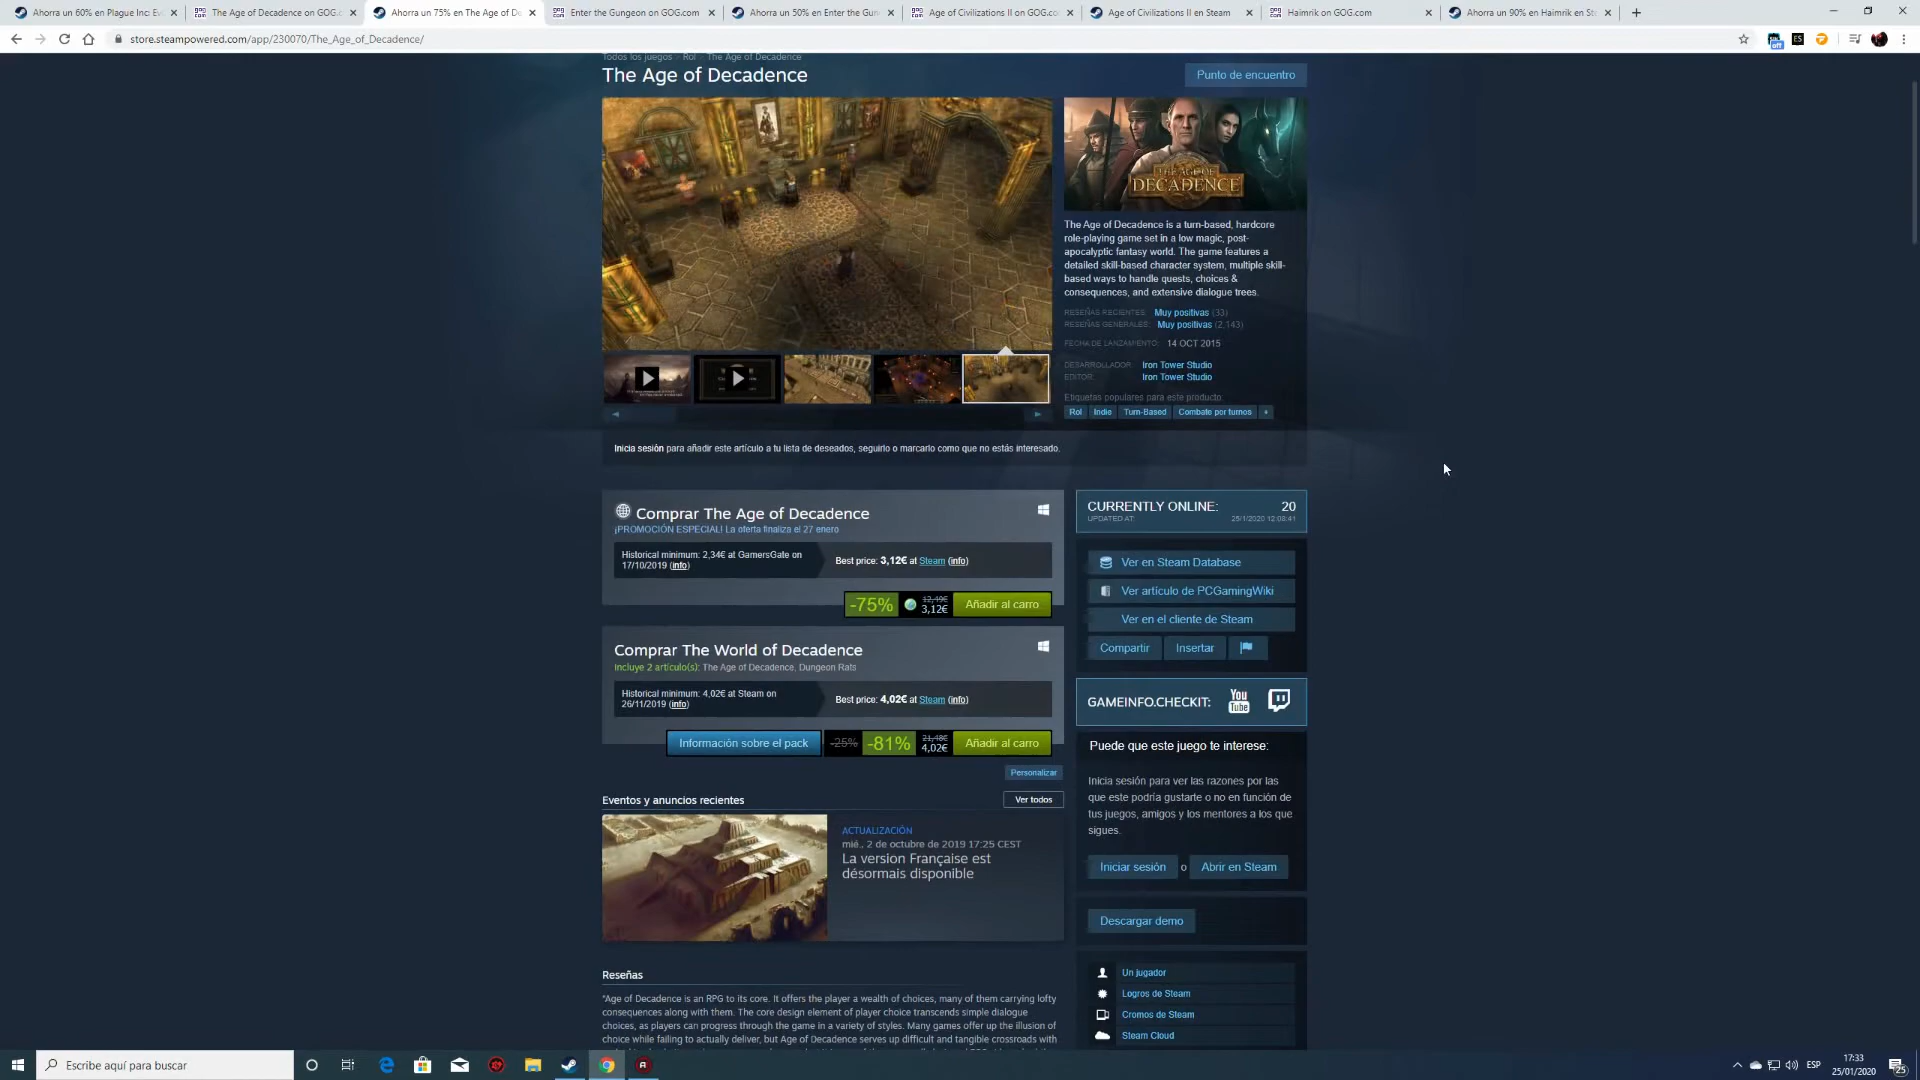 Ahorra un 60% en Plague Inc: Ev
The Age of Decadence on GOG.c
Ahorra un 75% en The Age of De
Enter the Gungeon on GOG.com
Ahorra un 50% en Enter the Gun
Age of Civilizations II on GOG.co
Age of Civilizations II en Steam
Haimrik on GOG.com
Ahorra un 90% en Haimrik en Ste
store.steampowered.com/app/230070/The_Age_of_Decadence/
Todos los juegos > Rol > The Age of Decadence
The Age of Decadence
Punto de encuentro
THE AGE OF
DECADENCE
The Age of Decadence is a turn-based, hardcore
role-playing game set in a low magic, post-
apocalyptic fantasy world. The game features a
detailed skill-based character system, multiple skill-
based ways to handle quests, choices &
consequences, and extensive dialogue trees.
RESEÑAS RECIENTES: Muy positivas (33)
RESEÑAS GENERALES: Muy positivas (2,143)
FECHA DE LANZAMIENTO: 14 OCT 2015
DESARROLLADOR: Iron Tower Studio
EDITOR: Iron Tower Studio
Etiquetas populares para este producto:
Rol Indie Turn-Based Combate por turnos +
Inicia sesión para añadir este artículo a tu lista de deseados, seguirlo o marcarlo como que no estás interesado.
Comprar The Age of Decadence
¡PROMOCIÓN ESPECIAL! La oferta finaliza el 27 enero
Historical minimum: 2,34€ at GamersGate on
17/10/2019 (info)
Best price: 3,12€ at Steam (info)
-75% 12,49€ 3,12€ Añadir al carro
Comprar The World of Decadence
Incluye 2 artículo(s): The Age of Decadence, Dungeon Rats
Historical minimum: 4,02€ at Steam on
26/11/2019 (info)
Best price: 4,02€ at Steam (info)
Información sobre el pack -25% -81% 21,48€ 4,02€ Añadir al carro
Personalizar
Eventos y anuncios recientes
Ver todos
ACTUALIZACIÓN
mié., 2 de octubre de 2019 17:25 CEST
La version Française est
désormais disponible
Reseñas
"Age of Decadence is an RPG to its core. It offers the player a wealth of choices, many of them carrying lofty
consequences along with them. The core design element of player choice transcends simple dialogue
choices, as players can progress through the game in a variety of styles. Many games offer up the illusion of
choice while failing to actually deliver, but Age of Decadence serves up difficult and tangible crossroads with
CURRENTLY ONLINE: 20
UPDATED AT: 25/1/2020 12:08:41
Ver en Steam Database
Ver artículo de PCGamingWiki
Ver en el cliente de Steam
Compartir
Insertar
GAMEINFO.CHECKIT:
You
Tube
Puede que este juego te interese:
Inicia sesión para ver las razones por las
que este podría gustarte o no en función de
tus juegos, amigos y los mentores a los que
sigues.
Iniciar sesión o Abrir en Steam
Descargar demo
Un jugador
Logros de Steam
Cromos de Steam
Steam Cloud
Escribe aquí para buscar
ESP
17:33
25/01/2020
25